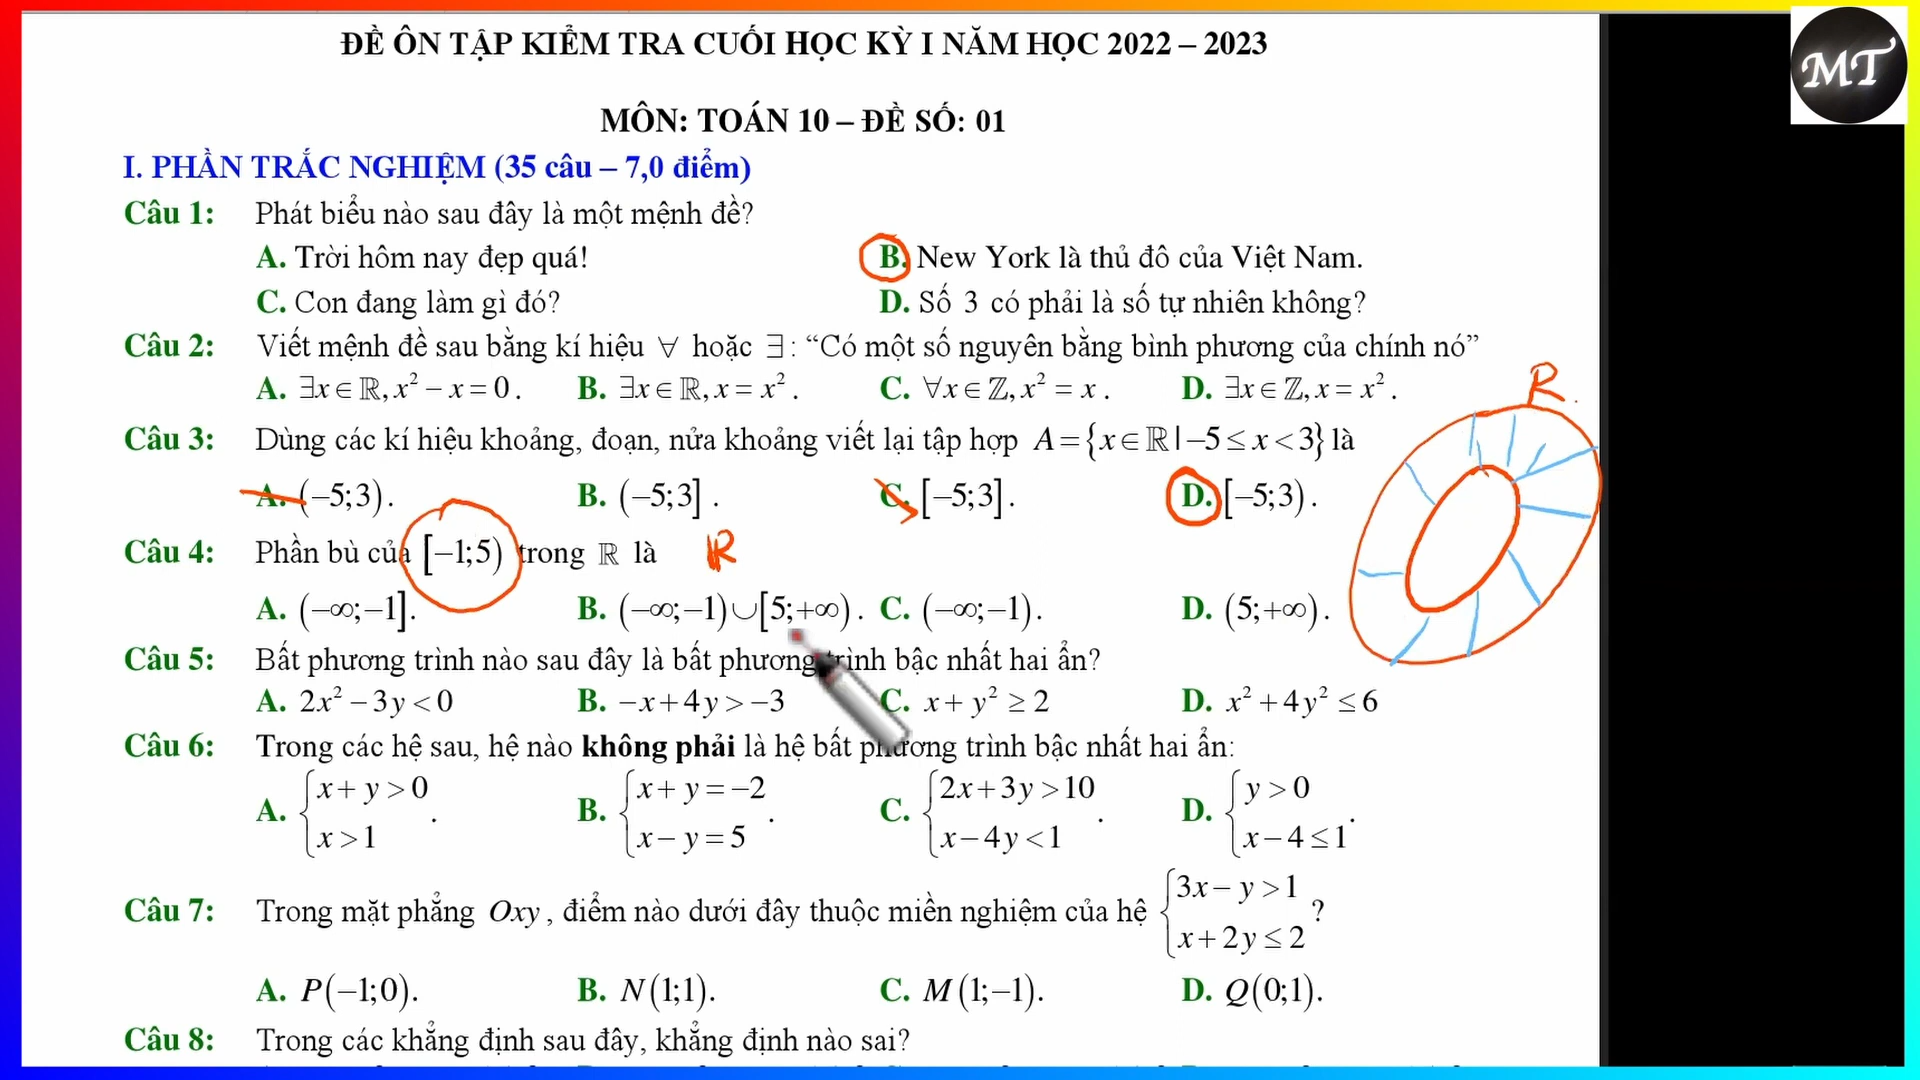 ĐỀ ÔN TẬP KIỂM TRA CUỐI HỌC KỲ I NĂM HỌC 2022 – 2023
MT
MÔN: TOÁN 10 – ĐỀ SỐ: 01
I. PHẦN TRẮC NGHIỆM (35 câu – 7,0 điểm)
Câu 1: Phát biểu nào sau đây là một mệnh đề?
A. Trời hôm nay đẹp quá! B. New York là thủ đô của Việt Nam.
C. Con đang làm gì đó? D. Số 3 có phải là số tự nhiên không?
Câu 2: Viết mệnh đề sau bằng kí hiệu ∀ hoặc ∃: “Có một số nguyên bằng bình phương của chính nó”
A. ∃x∈ℝ, x² − x = 0. B. ∃x∈ℝ, x = x². C. ∀x∈ℤ, x² = x. D. ∃x∈ℤ, x = x².
R
Câu 3: Dùng các kí hiệu khoảng, đoạn, nửa khoảng viết lại tập hợp A = {x∈ℝ | −5 ≤ x < 3} là
A. (−5;3). B. (−5;3]. C. [−5;3]. D. [−5;3).
Câu 4: Phần bù của [−1;5) trong ℝ là ℝ
A. (−∞;−1]. B. (−∞;−1)∪[5;+∞). C. (−∞;−1). D. (5;+∞).
Câu 5: Bất phương trình nào sau đây là bất phương trình bậc nhất hai ẩn?
A. 2x² − 3y < 0 B. −x + 4y > −3 C. x + y² ≥ 2 D. x² + 4y² ≤ 6
Câu 6: Trong các hệ sau, hệ nào không phải là hệ bất phương trình bậc nhất hai ẩn:
A. {x + y > 0 x > 1. B. {x + y = −2 x − y = 5. C. {2x + 3y > 10 x − 4y < 1. D. {y > 0 x − 4 ≤ 1.
Câu 7: Trong mặt phẳng Oxy, điểm nào dưới đây thuộc miền nghiệm của hệ {3x − y > 1 x + 2y ≤ 2 ?
A. P(−1;0). B. N(1;1). C. M(1;−1). D. Q(0;1).
Câu 8: Trong các khẳng định sau đây, khẳng định nào sai?